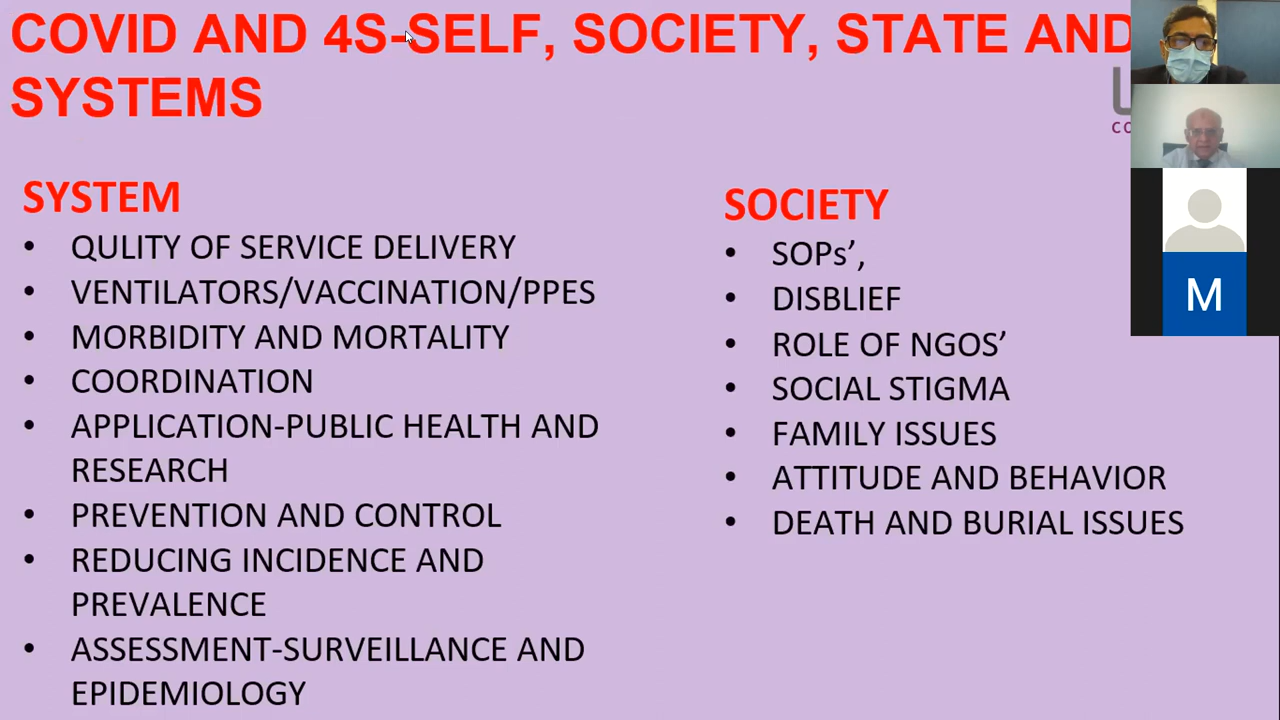 COVID AND 4S-SELF, SOCIETY, STATE AND
SYSTEMS
SYSTEM
• QULITY OF SERVICE DELIVERY
• VENTILATORS/VACCINATION/PPES
• MORBIDITY AND MORTALITY
• COORDINATION
• APPLICATION-PUBLIC HEALTH AND
RESEARCH
• PREVENTION AND CONTROL
• REDUCING INCIDENCE AND
PREVALENCE
• ASSESSMENT-SURVEILLANCE AND
EPIDEMIOLOGY
SOCIETY
• SOPs’,
• DISBLIEF
• ROLE OF NGOS’
• SOCIAL STIGMA
• FAMILY ISSUES
• ATTITUDE AND BEHAVIOR
• DEATH AND BURIAL ISSUES
M